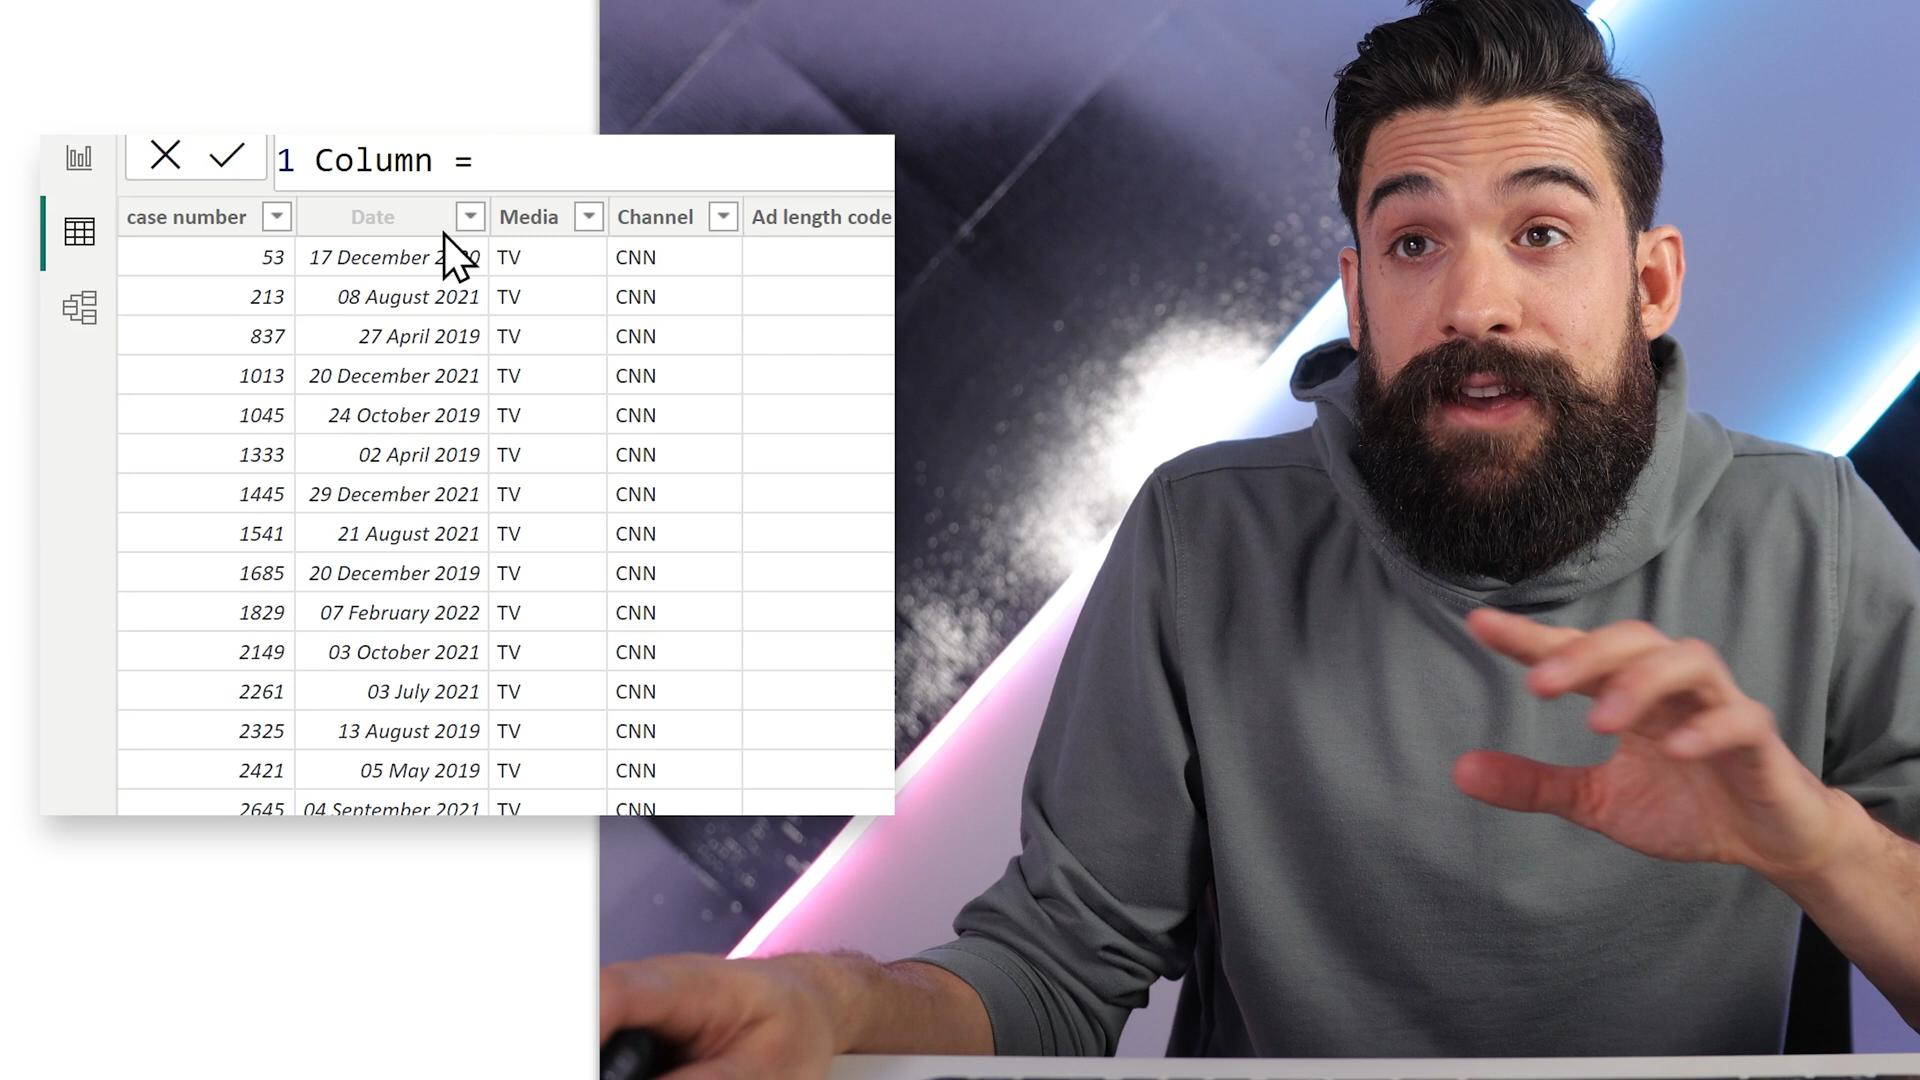 1 Column =
case number Date Media Channel Ad length code
53 17 December TV CNN
213 08 August 2021 TV CNN
837 27 April 2019 TV CNN
1013 20 December 2021 TV CNN
1045 24 October 2019 TV CNN
1333 02 April 2019 TV CNN
1445 29 December 2021 TV CNN
1541 21 August 2021 TV CNN
1685 20 December 2019 TV CNN
1829 07 February 2022 TV CNN
2149 03 October 2021 TV CNN
2261 03 July 2021 TV CNN
2325 13 August 2019 TV CNN
2421 05 May 2019 TV CNN
2645 04 September 2021 TV CNN